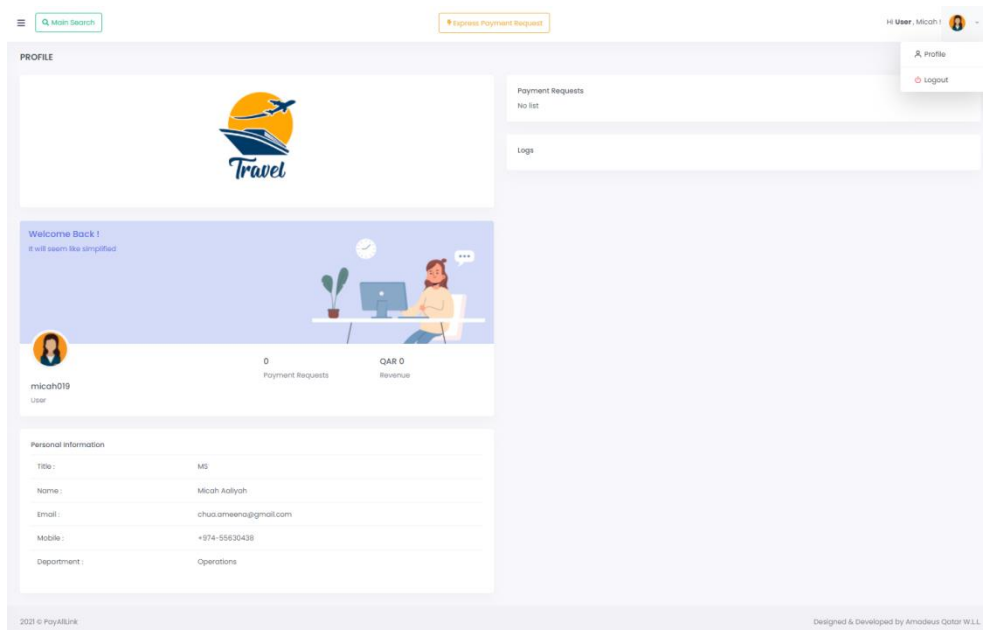 Main Search
Express Payment Request
Hi User, Micah !
Profile
Logout
PROFILE
Travel
Payment Requests
No list
Logs
Welcome Back !
It will seem like simplified
0
Payment Requests
QAR 0
Revenue
micah019
User
Personal Information
Title : MS
Name : Micah Aaliyah
Email : chua.ameena@gmail.com
Mobile : +974-55630438
Department : Operations
2021 © PayAllLink
Designed & Developed by Amadeus Qatar W.L.L